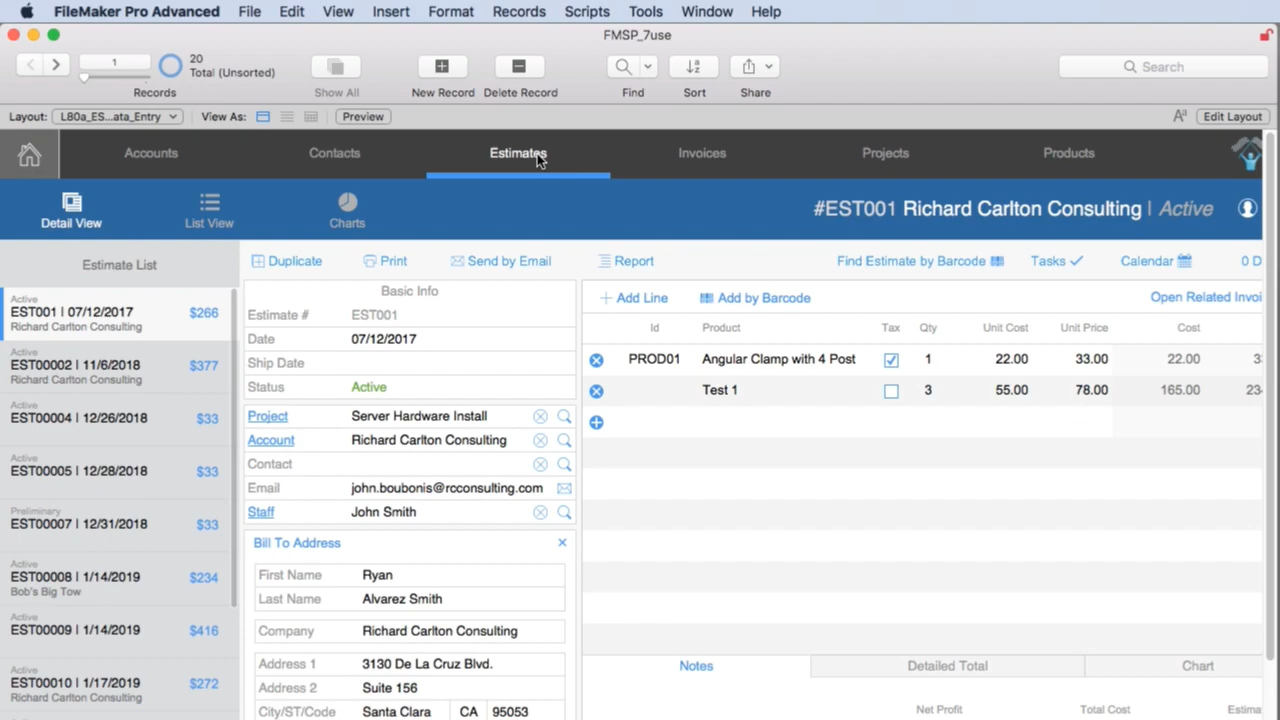 FileMaker Pro Advanced File Edit View Insert Format Records Scripts Tools Window Help
FMSP_7use
1
20
Total (Unsorted)
Records
Show All
New Record
Delete Record
Find
Sort
Share
Search
Layout: L80a_ES...ata_Entry View As: Preview Aª Edit Layout
Accounts Contacts Estimates Invoices Projects Products
Detail View
List View
Charts
#EST001 Richard Carlton Consulting | Active
Estimate List
Active
EST001 | 07/12/2017 $266
Richard Carlton Consulting
Active
EST00002 | 11/6/2018 $377
Richard Carlton Consulting
Active
EST00004 | 12/26/2018 $33
Active
EST00005 | 12/28/2018 $33
Preliminary
EST00007 | 12/31/2018 $33
Active
EST00008 | 1/14/2019 $234
Bob's Big Tow
Active
EST00009 | 1/14/2019 $416
Active
EST00010 | 1/17/2019 $272
Richard Carlton Consulting
Duplicate Print Send by Email Report Find Estimate by Barcode Tasks Calendar 0 D
Basic Info
Estimate # EST001
Date 07/12/2017
Ship Date
Status Active
Project Server Hardware Install
Account Richard Carlton Consulting
Contact
Email john.boubonis@rcconsulting.com
Staff John Smith
Bill To Address
First Name Ryan
Last Name Alvarez Smith
Company Richard Carlton Consulting
Address 1 3130 De La Cruz Blvd.
Address 2 Suite 156
City/ST/Code Santa Clara CA 95053
Add Line Add by Barcode Open Related Invoi
Id Product Tax Qty Unit Cost Unit Price Cost
PROD01 Angular Clamp with 4 Post 1 22.00 33.00 22.00 3
Test 1 3 55.00 78.00 165.00 23
Notes Detailed Total Chart
Net Profit Total Cost Estima